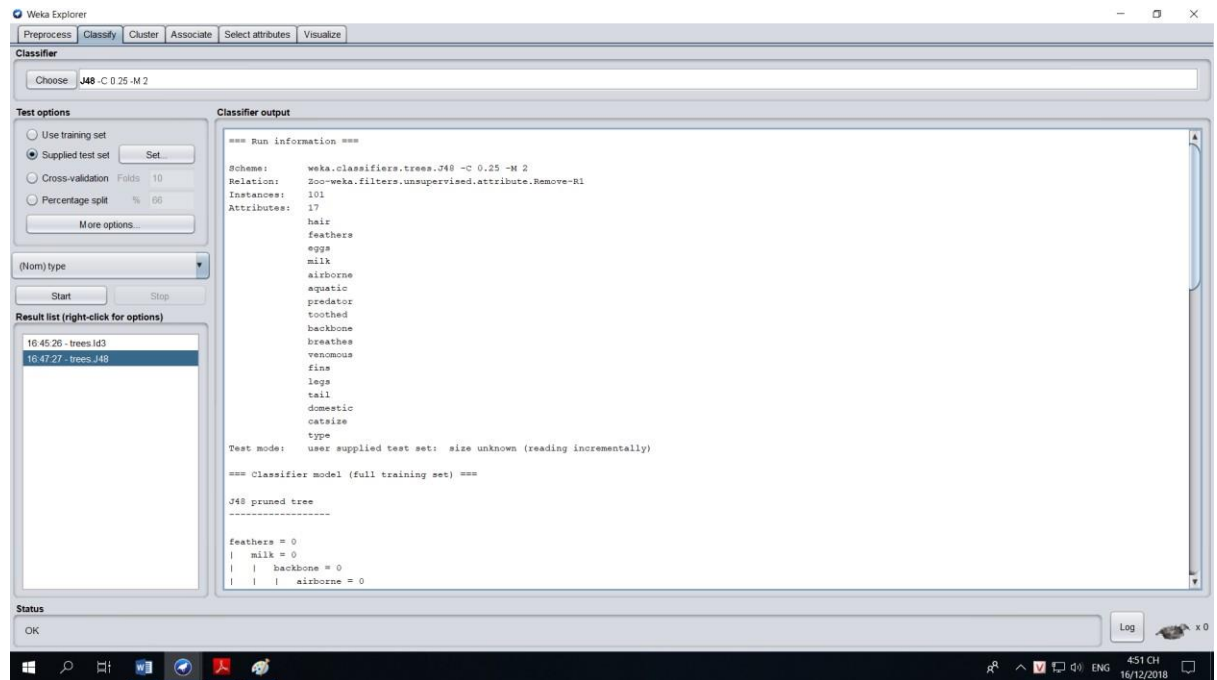 Weka Explorer
Preprocess Classify Cluster Associate Select attributes Visualize
Classifier
Choose J48 -C 0.25 -M 2
Test options
Use training set
Supplied test set Set...
Cross-validation Folds 10
Percentage split % 66
More options...
(Nom) type
Start Stop
Result list (right-click for options)
16:45:26 - trees.Id3
16:47:27 - trees.J48
Classifier output
=== Run information ===
Scheme: weka.classifiers.trees.J48 -C 0.25 -M 2
Relation: Zoo-weka.filters.unsupervised.attribute.Remove-R1
Instances: 101
Attributes: 17
hair
feathers
eggs
milk
airborne
aquatic
predator
toothed
backbone
breathes
venomous
fins
legs
tail
domestic
catsize
type
Test mode: user supplied test set: size unknown (reading incrementally)
=== Classifier model (full training set) ===
J48 pruned tree
------------------
feathers = 0
| milk = 0
| | backbone = 0
| | | airborne = 0
Status
OK
Log x 0
ENG 4:51 CH
16/12/2018